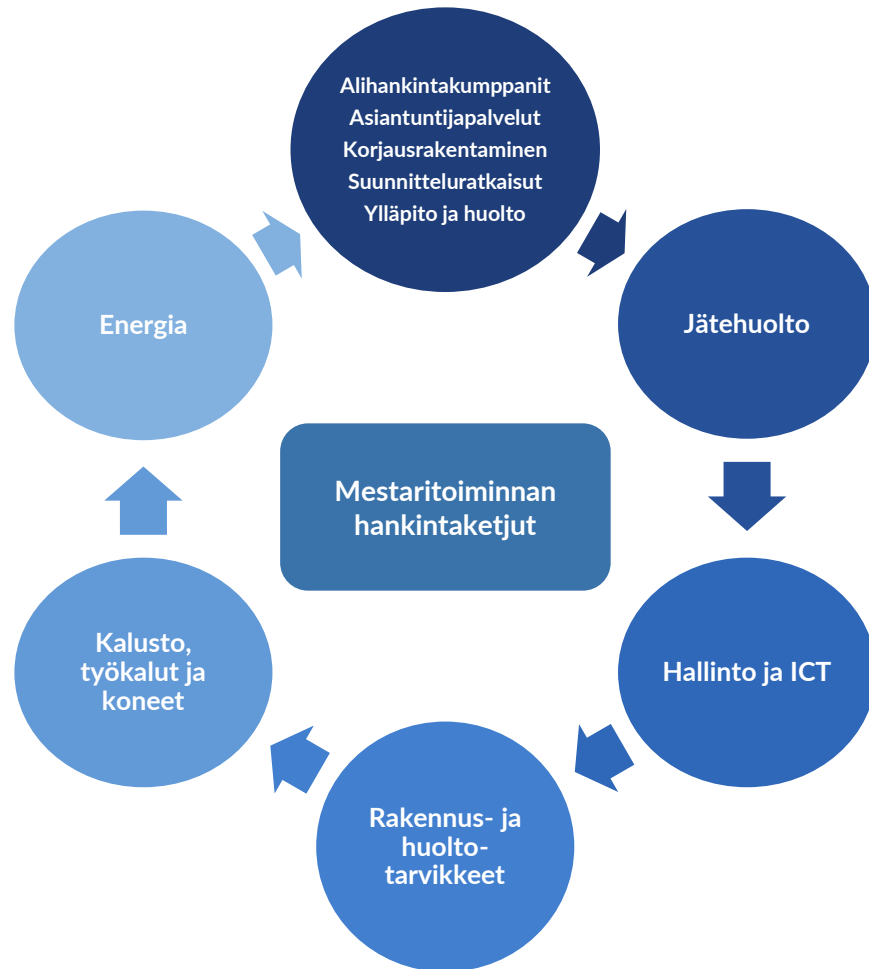 Alihankintakumppanit
Asiantuntijapalvelut
Korjausrakentaminen
Suunnitteluratkaisut
Ylläpito ja huolto
Jätehuolto
Hallinto ja ICT
Rakennus- ja
huolto-
tarvikkeet
Kalusto,
työkalut ja
koneet
Energia
Mestaritoiminnan
hankintaketjut